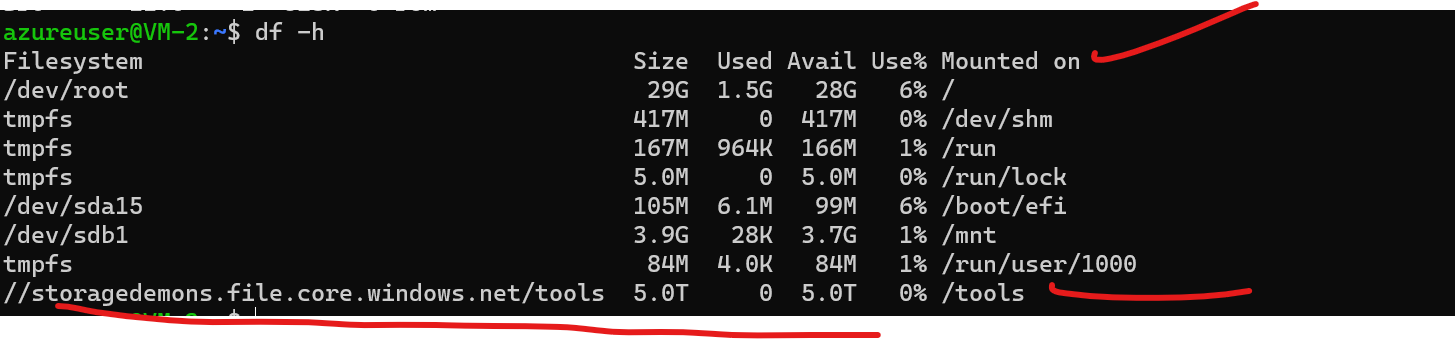 azureuser@VM-2:~$ df -h
Filesystem Size Used Avail Use% Mounted on
/dev/root 29G 1.5G 28G 6% /
tmpfs 417M 0 417M 0% /dev/shm
tmpfs 167M 964K 166M 1% /run
tmpfs 5.0M 0 5.0M 0% /run/lock
/dev/sda15 105M 6.1M 99M 6% /boot/efi
/dev/sdb1 3.9G 28K 3.7G 1% /mnt
tmpfs 84M 4.0K 84M 1% /run/user/1000
//storagedemons.file.core.windows.net/tools 5.0T 0 5.0T 0% /tools